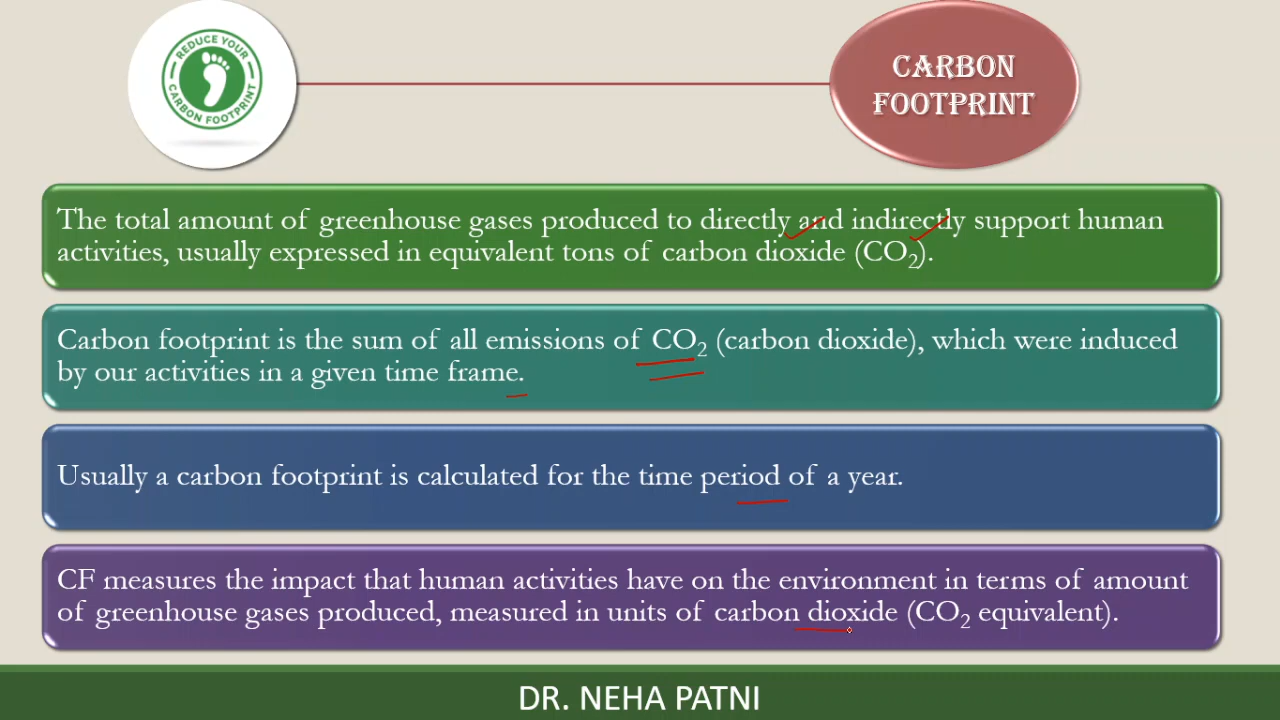 REDUCE YOUR
CARBON FOOTPRINT
CARBON
FOOTPRINT
The total amount of greenhouse gases produced to directly and indirectly support human
activities, usually expressed in equivalent tons of carbon dioxide (CO₂).
Carbon footprint is the sum of all emissions of CO₂ (carbon dioxide), which were induced
by our activities in a given time frame.
Usually a carbon footprint is calculated for the time period of a year.
CF measures the impact that human activities have on the environment in terms of amount
of greenhouse gases produced, measured in units of carbon dioxide (CO₂ equivalent).
DR. NEHA PATNI